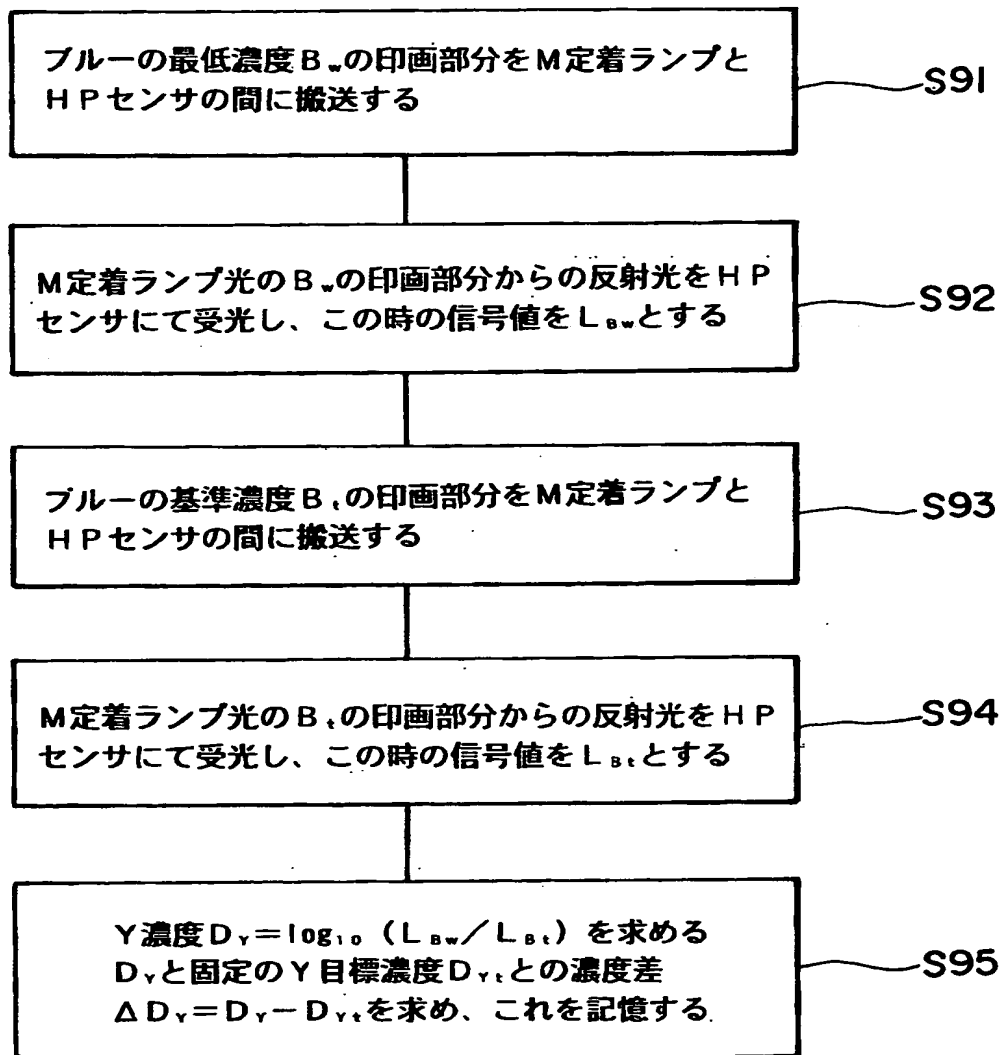 ブルーの最低濃度Bwの印画部分をM定着ランプと
HPセンサの間に搬送する
S91
M定着ランプ光のBwの印画部分からの反射光をHP
センサにて受光し、この時の信号値をLBwとする
S92
ブルーの基準濃度Btの印画部分をM定着ランプと
HPセンサの間に搬送する
S93
M定着ランプ光のBtの印画部分からの反射光をHP
センサにて受光し、この時の信号値をLBtとする
S94
Y濃度DY=log10(LBw/LBt)を求める
DYと固定のY目標濃度DYtとの濃度差
ΔDY=DY−DYtを求め、これを記憶する
S95